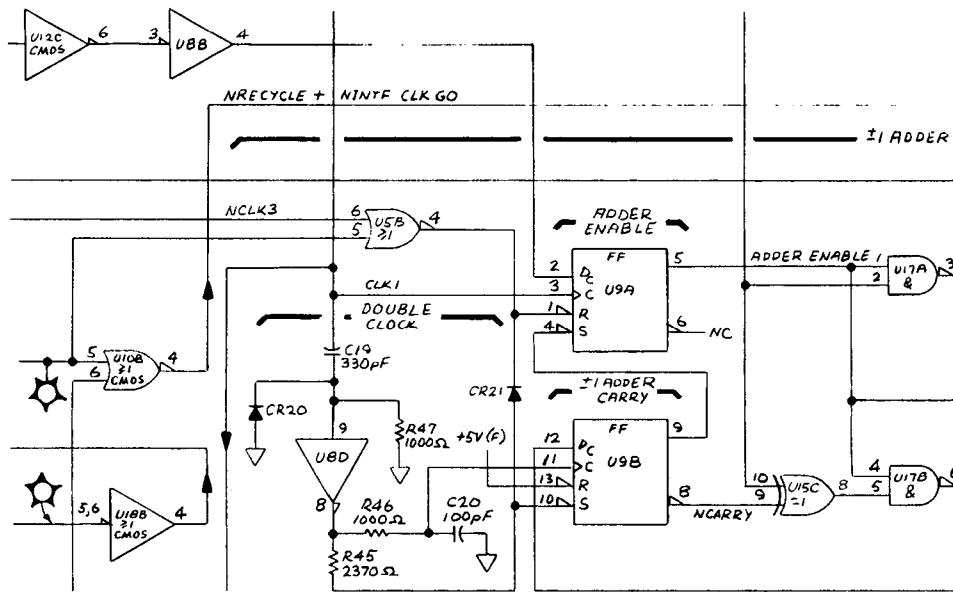 U12C
CMOS
6
3
U8B
4
NRECYCLE + NINTF CLK GO
±1 ADDER
NCLK3
6
5
U5B
≥1
4
ADDER
ENABLE
FF
U9A
2
D
C
3
C
1
R
4
S
5
6
NC
ADDER ENABLE
1
2
U17A
&
3
CLK1
DOUBLE
CLOCK
C19
330pF
5
6
U10B
≥1
CMOS
4
CR20
R47
1000Ω
CR21
±1 ADDER
CARRY
+5V(F)
FF
U9B
12
D
C
11
C
13
R
10
S
9
8
NCARRY
10
9
U15C
=1
8
4
5
U17B
&
9
U8D
8
R46
1000Ω
C20
100pF
R45
2370Ω
5,6
U18B
≥1
CMOS
4